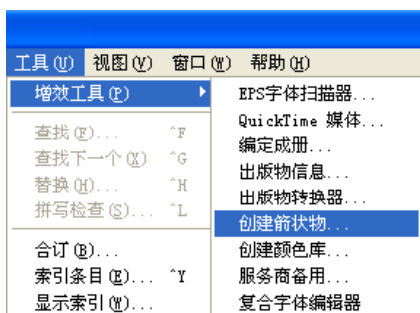 工具(U) 视图(V) 窗口(W) 帮助(H)
增效工具(P)
查找(F)... ^F
查找下一个(X) ^G
替换(H)... ^H
拼写检查(S)... ^L
合订(B)...
索引条目(E)... ^Y
显示索引(W)...
EPS字体扫描器...
QuickTime 媒体...
编定成册...
出版物信息...
出版物转换器...
创建箭状物...
创建颜色库...
服务商备用...
复合字体编辑器